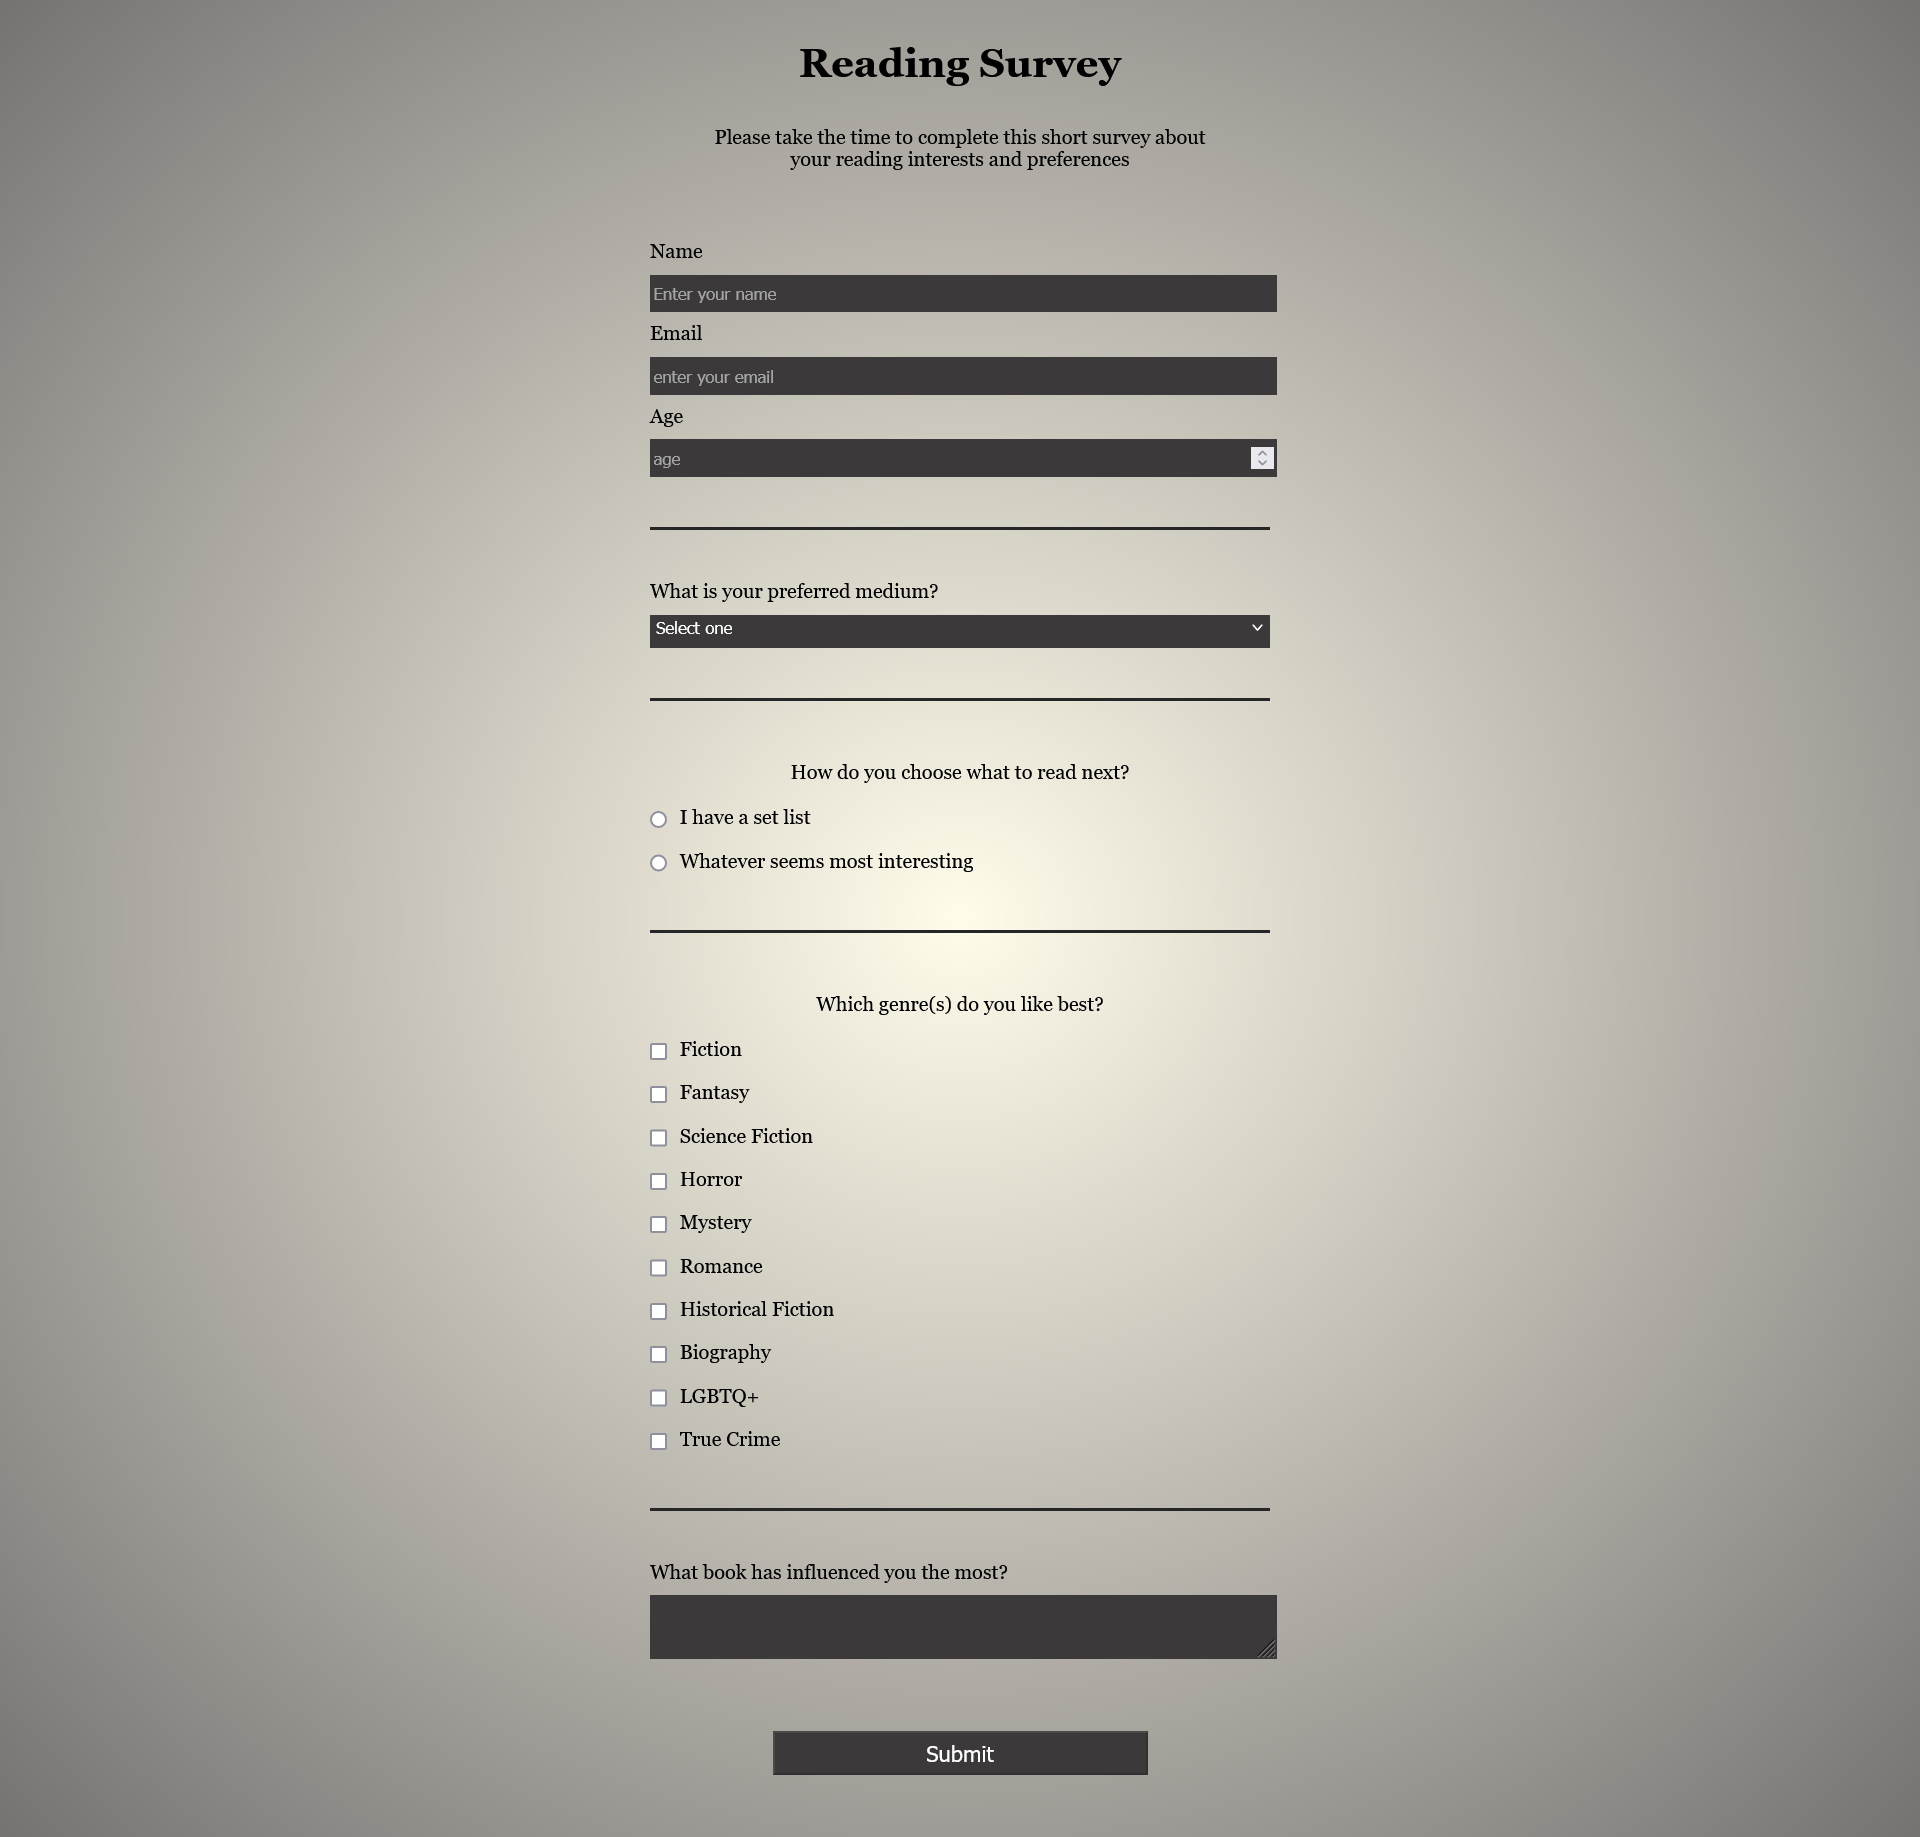 Reading Survey
Please take the time to complete this short survey about
your reading interests and preferences
Name
Enter your name
Email
enter your email
Age
age
What is your preferred medium?
Select one
How do you choose what to read next?
I have a set list
Whatever seems most interesting
Which genre(s) do you like best?
Fiction
Fantasy
Science Fiction
Horror
Mystery
Romance
Historical Fiction
Biography
LGBTQ+
True Crime
What book has influenced you the most?
Submit